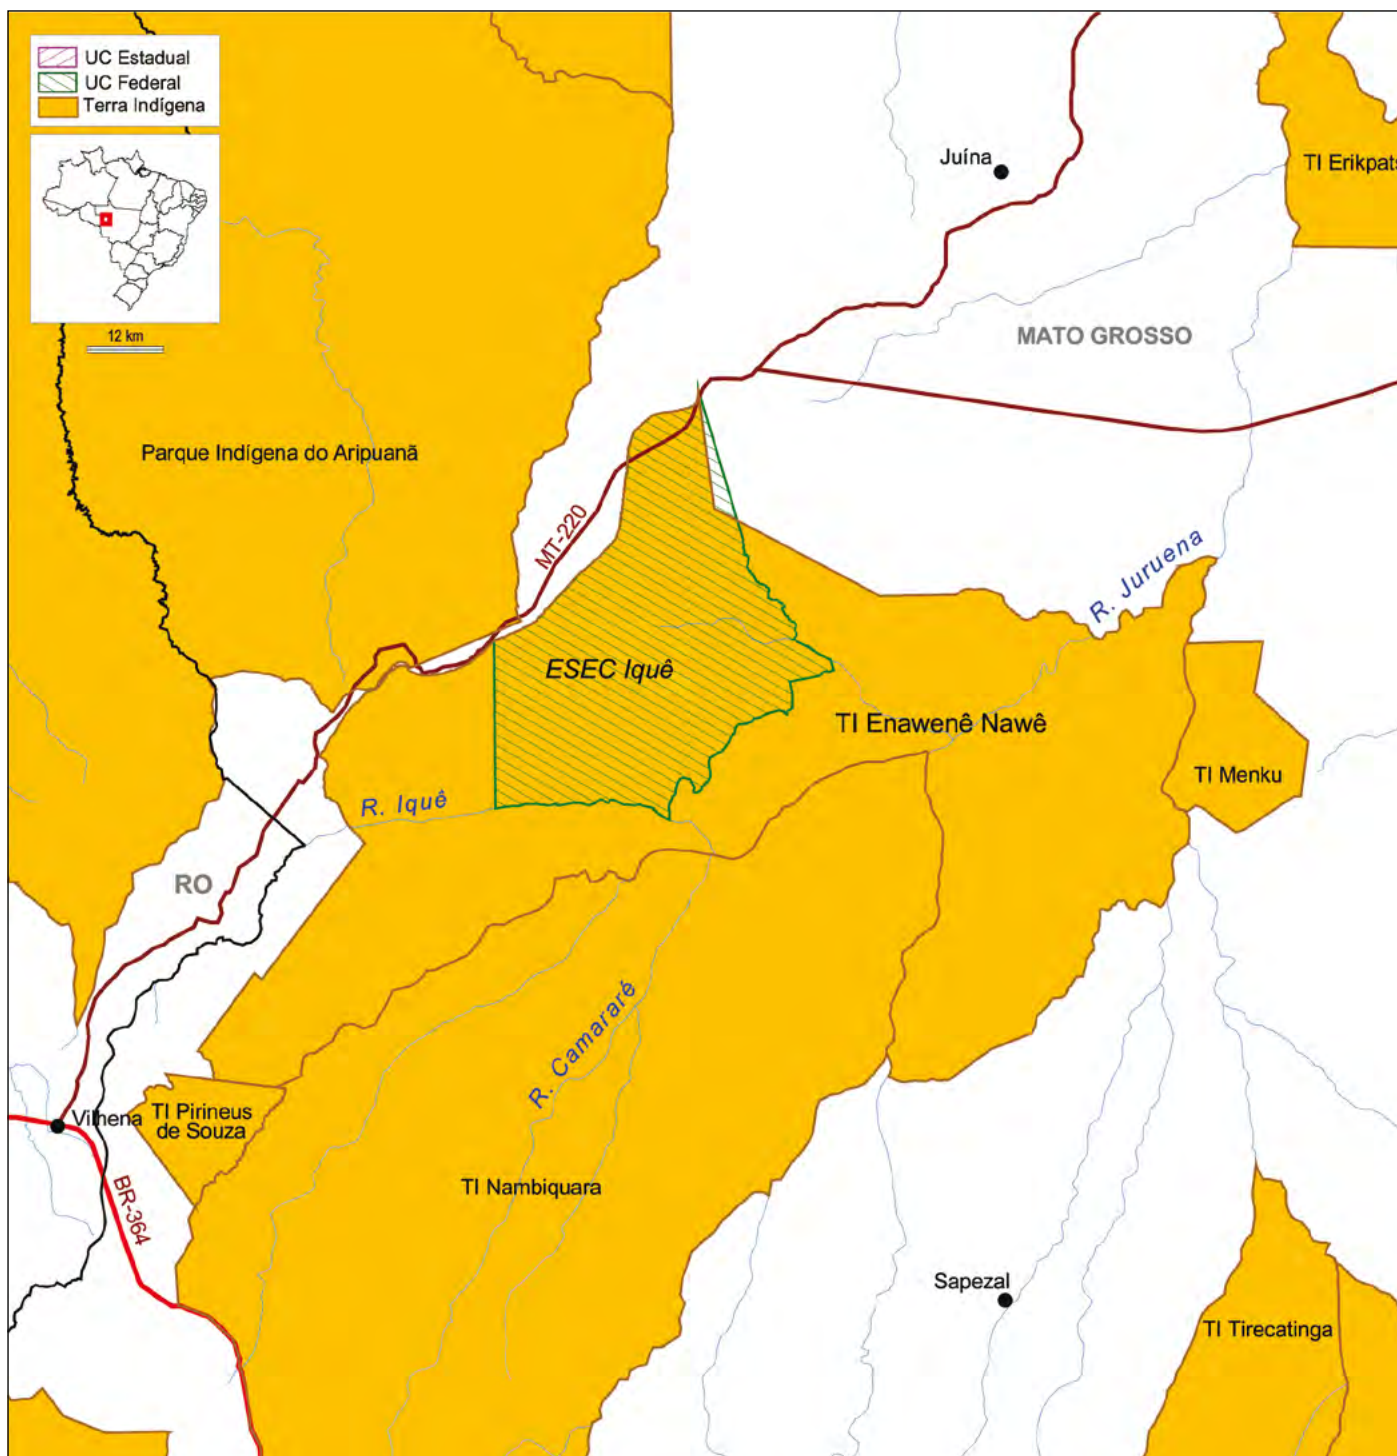 UC Estadual
UC Federal
Terra Indígena
12 km
Juína
TI Erikpats
MATO GROSSO
Parque Indígena do Aripuanã
MT-220
R. Juruena
ESEC Iquê
TI Enawenê Nawê
TI Menku
R. Iquê
RO
R. Camararé
Vilhena
TI Pirineus
de Souza
BR-364
TI Nambiquara
Sapezal
TI Tirecatinga